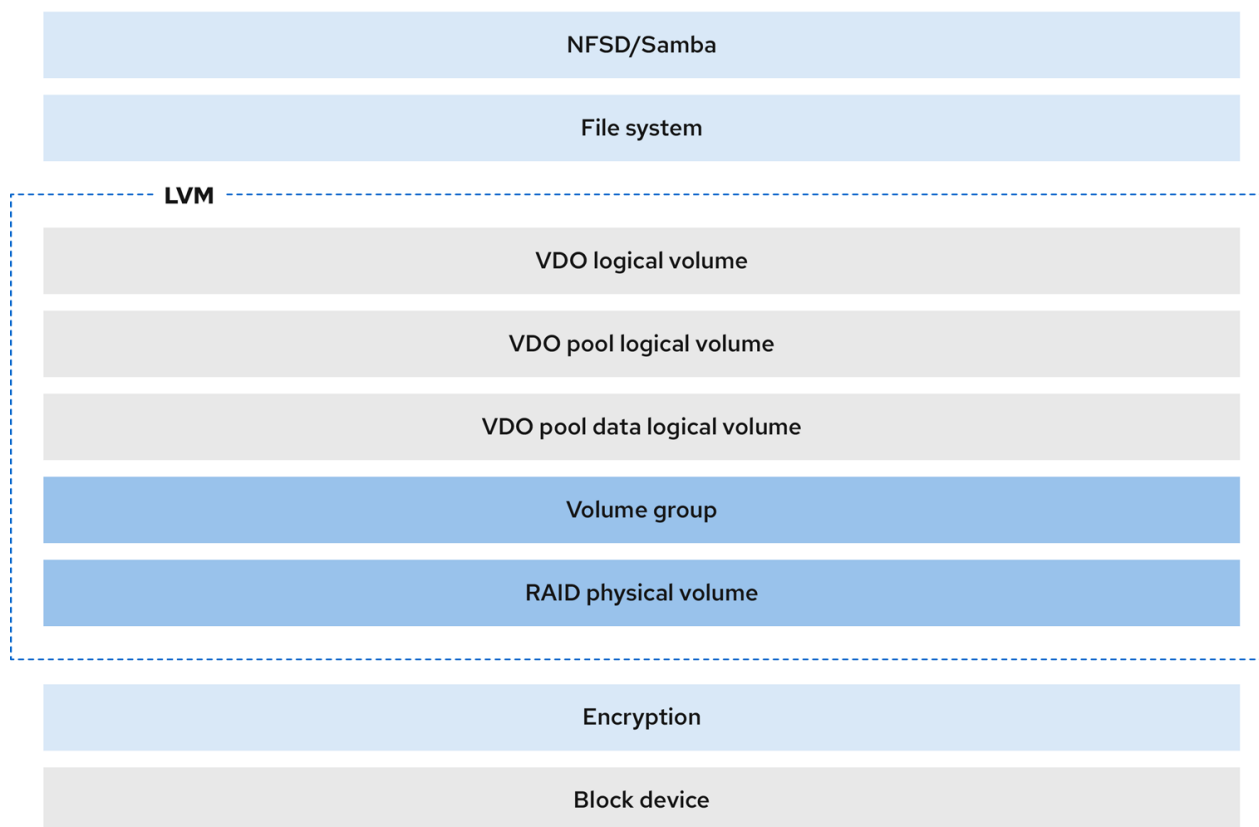 NFSD/Samba
File system
LVM
VDO logical volume
VDO pool logical volume
VDO pool data logical volume
Volume group
RAID physical volume
Encryption
Block device